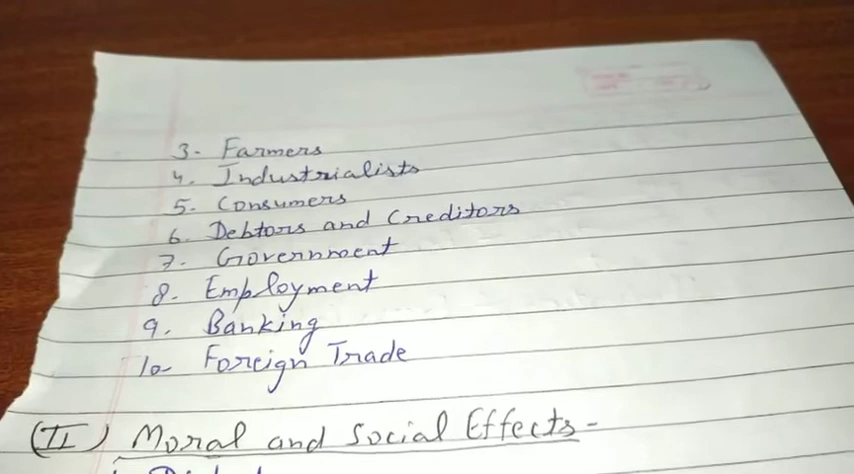 3- Farmers
4. Industrialists
5- Consumers
6. Debtors and Creditors
7- Government
8- Employment
9. Banking
10- Foreign Trade
(II) Moral and Social Effects-